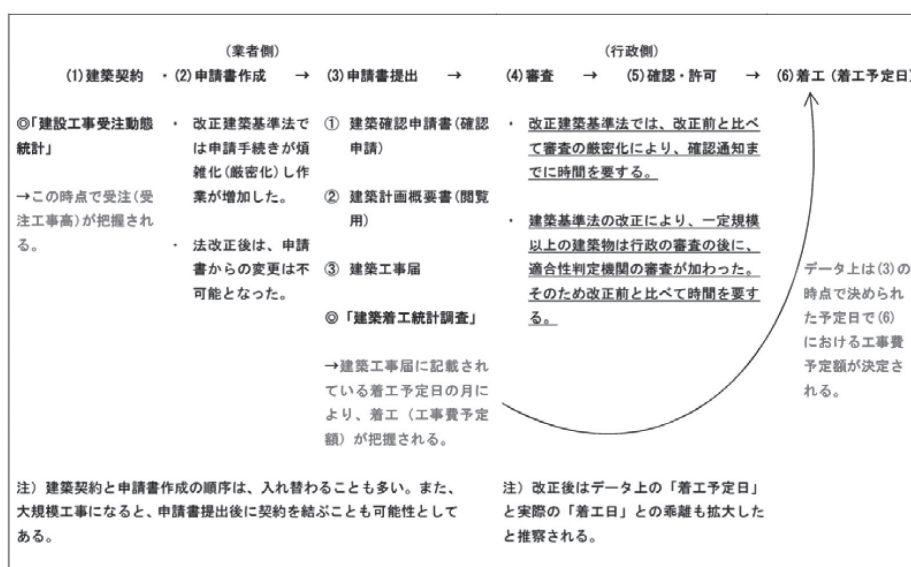 (業者側)
(行政側)
(1)建築契約 ・(2)申請書作成 → (3)申請書提出 → (4)審査 → (5)確認・許可 → (6)着工(着工予定日)
◎「建設工事受注動態
統計」
→この時点で受注(受
注工事高)が把握され
る。
・ 改正建築基準法で
は申請手続きが煩
雑化(厳密化)し作
業が増加した。
・ 法改正後は、申請
書からの変更は不
可能となった。
① 建築確認申請書(確認
申請)
② 建築計画概要書(閲覧
用)
③ 建築工事届
◎「建築着工統計調査」
→建築工事届に記載され
ている着工予定日の月に
より、着工(工事費予定
額)が把握される。
・ 改正建築基準法では、改正前と比べ
て審査の厳密化により、確認通知ま
でに時間を要する。
・ 建築基準法の改正により、一定規模
以上の建築物は行政の審査の後に、
適合性判定機関の審査が加わった。
そのため改正前と比べて時間を要す
る。
データ上は(3)の
時点で決められ
た予定日で(6)
における工事費
予定額が決定さ
れる。
注)建築契約と申請書作成の順序は、入れ替わることも多い。また、
大規模工事になると、申請書提出後に契約を結ぶことも可能性として
ある。
注)改正後はデータ上の「着工予定日」
と実際の「着工日」との乖離も拡大した
と推察される。